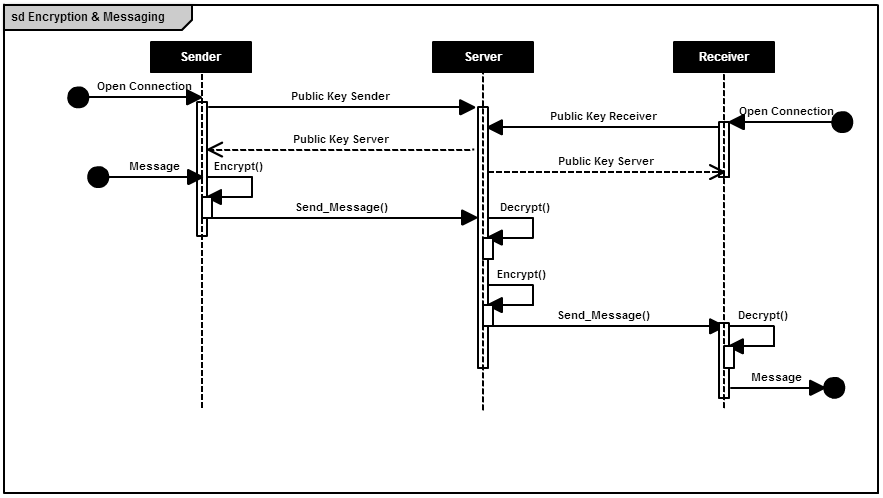 sd Encryption & Messaging
Sender
Server
Receiver
Open Connection
Public Key Sender
Public Key Receiver
Open Connection
Public Key Server
Public Key Server
Message
Encrypt()
Send_Message()
Decrypt()
Encrypt()
Send_Message()
Decrypt()
Message